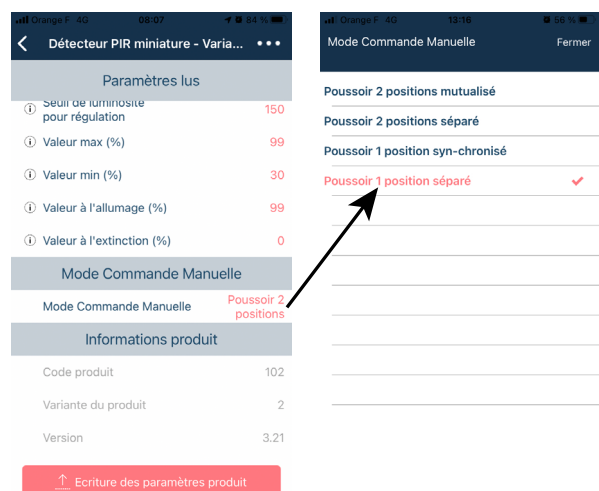 Orange F 4G 08:07 84 %
Détecteur PIR miniature - Varia...
Paramètres lus
Seuil de luminosité
pour régulation 150
Valeur max (%) 99
Valeur min (%) 30
Valeur à l'allumage (%) 99
Valeur à l'extinction (%) 0
Mode Commande Manuelle
Mode Commande Manuelle Poussoir 2
positions
Informations produit
Code produit 102
Variante du produit 2
Version 3.21
Ecriture des paramètres produit
Orange F 4G 13:16 56 %
Mode Commande Manuelle Fermer
Poussoir 2 positions mutualisé
Poussoir 2 positions séparé
Poussoir 1 position syn-chronisé
Poussoir 1 position séparé